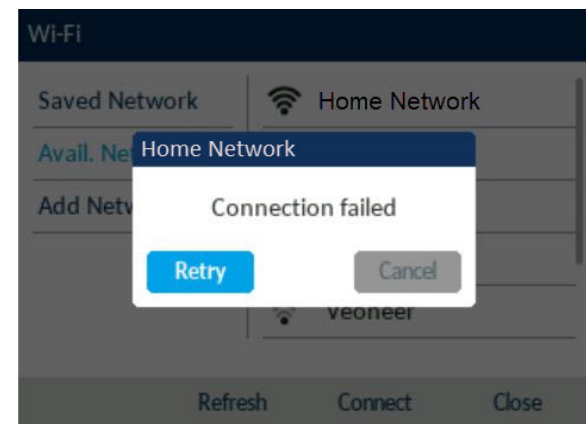 Wi-Fi
Saved Network
Home Network
Avail. Ne
Add Netv
Home Network
Connection failed
Retry
Cancel
Veoneer
Refresh
Connect
Close